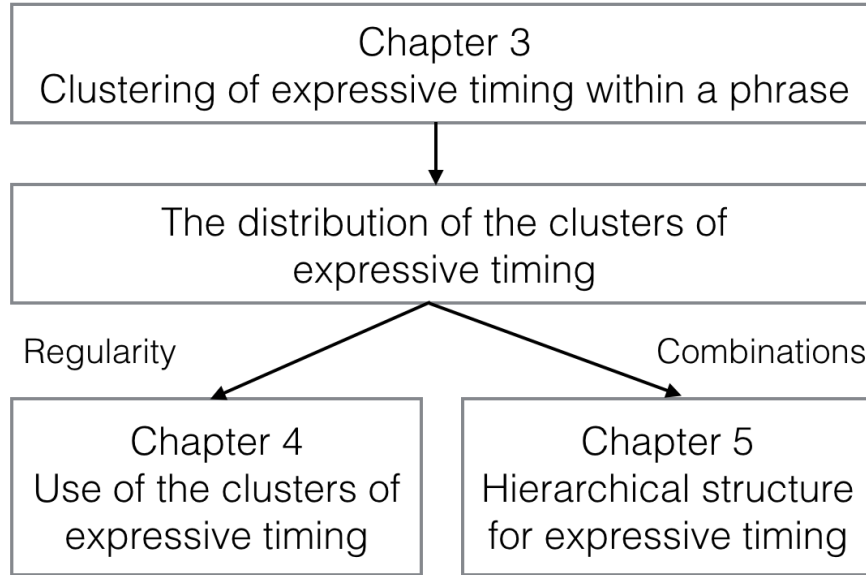 Chapter 3
Clustering of expressive timing within a phrase
The distribution of the clusters of
expressive timing
Regularity
Combinations
Chapter 4
Use of the clusters of
expressive timing
Chapter 5
Hierarchical structure
for expressive timing